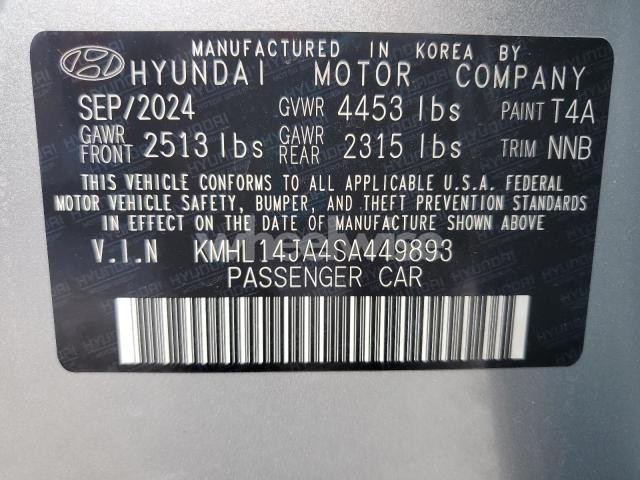 MANUFACTURED IN KOREA BY
HYUNDAI MOTOR COMPANY
SEP/2024 GVWR 4453 lbs PAINT T4A
GAWR FRONT 2513 lbs GAWR REAR 2315 lbs TRIM NNB
THIS VEHICLE CONFORMS TO ALL APPLICABLE U.S.A. FEDERAL
MOTOR VEHICLE SAFETY, BUMPER, AND THEFT PREVENTION STANDARDS
IN EFFECT ON THE DATE OF MANUFACTURE SHOWN ABOVE
V.I.N KMHL14JA4SA449893
PASSENGER CAR